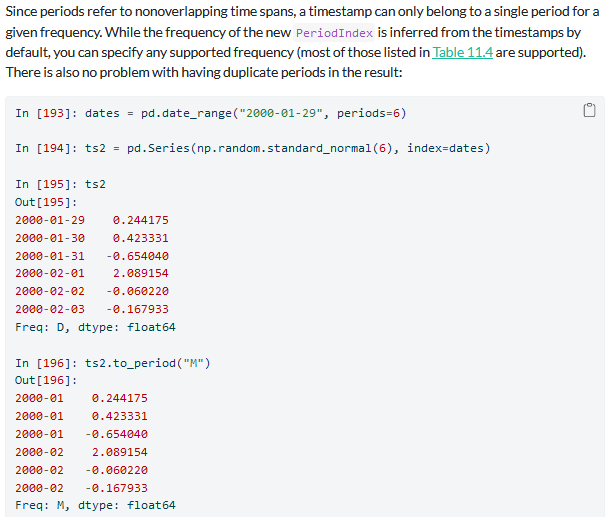 Since periods refer to nonoverlapping time spans, a timestamp can only belong to a single period for a
given frequency. While the frequency of the new PeriodIndex is inferred from the timestamps by
default, you can specify any supported frequency (most of those listed in Table 11.4 are supported).
There is also no problem with having duplicate periods in the result:
In [193]: dates = pd.date_range("2000-01-29", periods=6)
In [194]: ts2 = pd.Series(np.random.standard_normal(6), index=dates)
In [195]: ts2
Out[195]:
2000-01-29    0.244175
2000-01-30    0.423331
2000-01-31   -0.654040
2000-02-01    2.089154
2000-02-02   -0.060220
2000-02-03   -0.167933
Freq: D, dtype: float64
In [196]: ts2.to_period("M")
Out[196]:
2000-01    0.244175
2000-01    0.423331
2000-01   -0.654040
2000-02    2.089154
2000-02   -0.060220
2000-02   -0.167933
Freq: M, dtype: float64